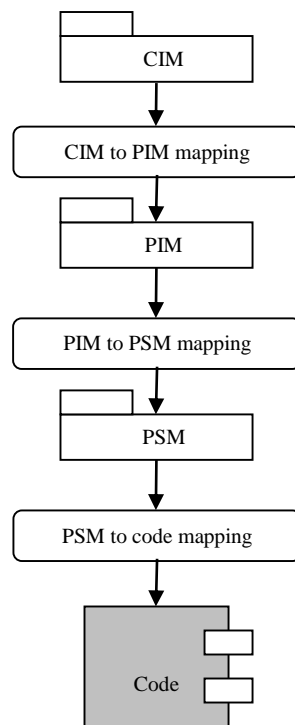 CIM
CIM to PIM mapping
PIM
PIM to PSM mapping
PSM
PSM to code mapping
Code